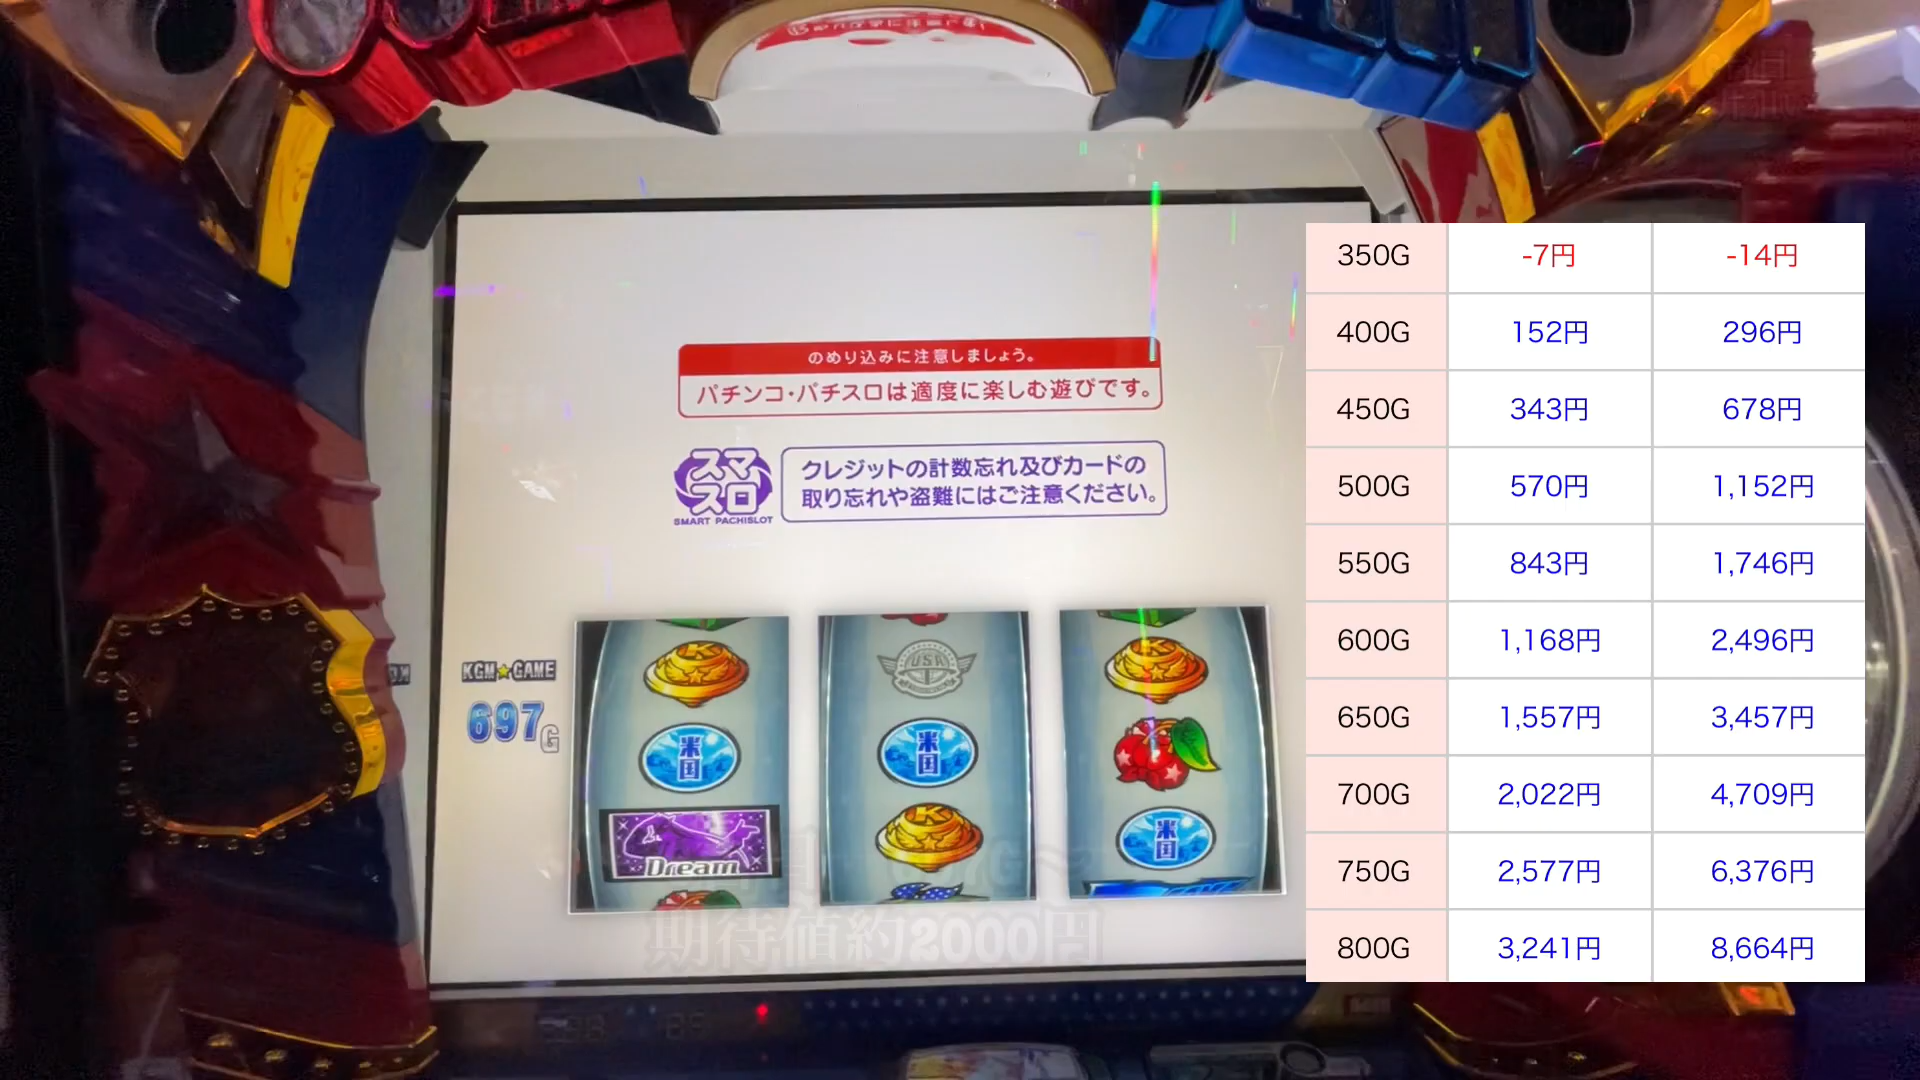 のめり込みに注意しましょう。
パチンコ・パチスロは適度に楽しむ遊びです。
スマスロ
SMART PACHISLOT
クレジットの計数忘れ及びカードの
取り忘れや盗難にはご注意ください。
KGM★GAME
697G
K
USA
K
米国
米国
Dream
K
米国
期待値約2000円
350G -7円 -14円
400G 152円 296円
450G 343円 678円
500G 570円 1,152円
550G 843円 1,746円
600G 1,168円 2,496円
650G 1,557円 3,457円
700G 2,022円 4,709円
750G 2,577円 6,376円
800G 3,241円 8,664円